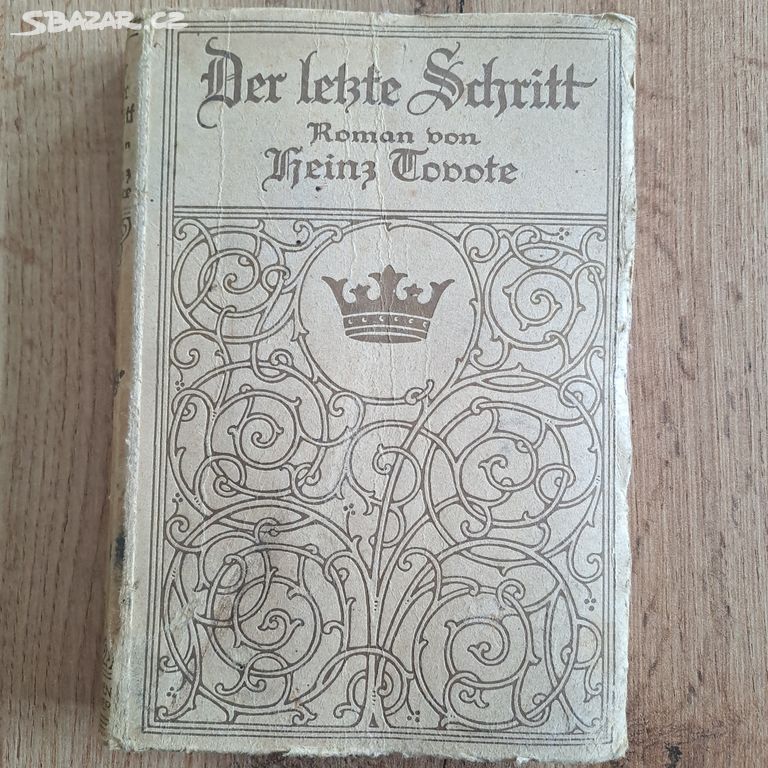 SBAZAR.CZ
Der letzte Schritt
Roman von
Heinz Tovote